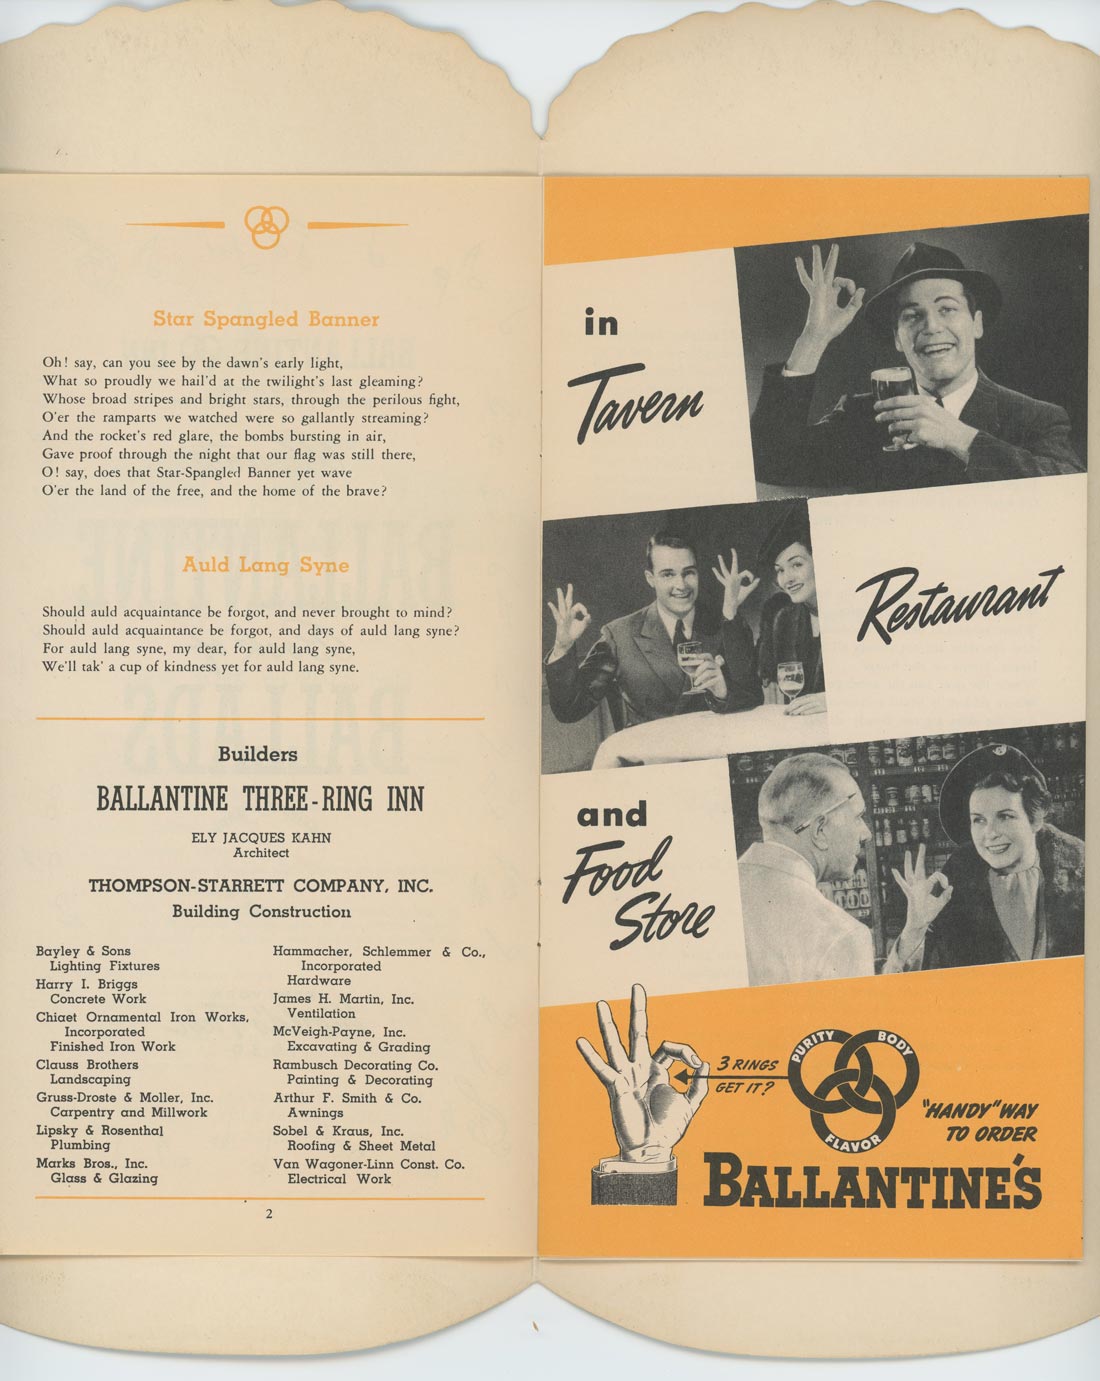 Star Spangled Banner
Oh! say, can you see by the dawn's early light,
What so proudly we hail'd at the twilight's last gleaming?
Whose broad stripes and bright stars, through the perilous fight,
O'er the ramparts we watched were so gallantly streaming?
And the rocket's red glare, the bombs bursting in air,
Gave proof through the night that our flag was still there,
O! say, does that Star-Spangled Banner yet wave
O'er the land of the free, and the home of the brave?
Auld Lang Syne
Should auld acquaintance be forgot, and never brought to mind?
Should auld acquaintance be forgot, and days of auld lang syne?
For auld lang syne, my dear, for auld lang syne,
We'll tak' a cup of kindness yet for auld lang syne.
Builders
BALLANTINE THREE-RING INN
ELY JACQUES KAHN
Architect
THOMPSON-STARRETT COMPANY, INC.
Building Construction
Bayley & Sons
Lighting Fixtures
Harry I. Briggs
Concrete Work
Chiaet Ornamental Iron Works,
Incorporated
Finished Iron Work
Clauss Brothers
Landscaping
Gruss-Droste & Moller, Inc.
Carpentry and Millwork
Lipsky & Rosenthal
Plumbing
Marks Bros., Inc.
Glass & Glazing
Hammacher, Schlemmer & Co.,
Incorporated
Hardware
James H. Martin, Inc.
Ventilation
McVeigh-Payne, Inc.
Excavating & Grading
Rambusch Decorating Co.
Painting & Decorating
Arthur F. Smith & Co.
Awnings
Sobel & Kraus, Inc.
Roofing & Sheet Metal
Van Wagoner-Linn Const. Co.
Electrical Work
2
in
Tavern
Restaurant
and
Food
Store
3 RINGS
GET IT?
PURITY
BODY
FLAVOR
"HANDY" WAY
TO ORDER
BALLANTINE'S